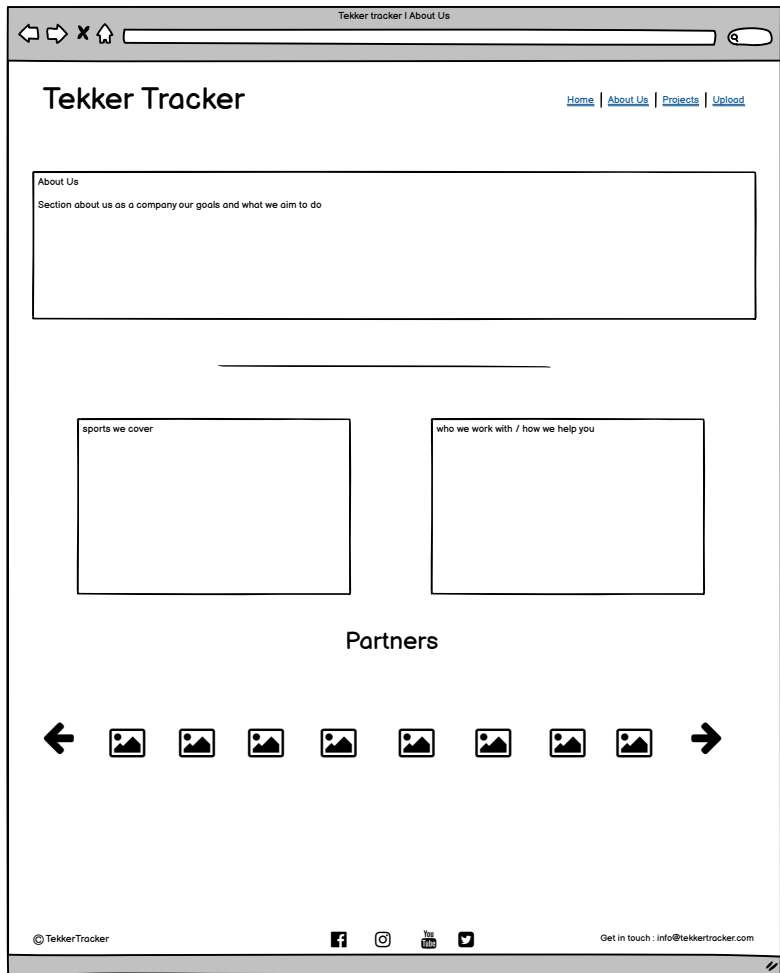 Tekker tracker | About Us
Tekker Tracker
Home | About Us | Projects | Upload
About Us
Section about us as a company our goals and what we aim to do
sports we cover
who we work with / how we help you
Partners
© TekkerTracker
You
Tube
Get in touch : info@tekkertracker.com